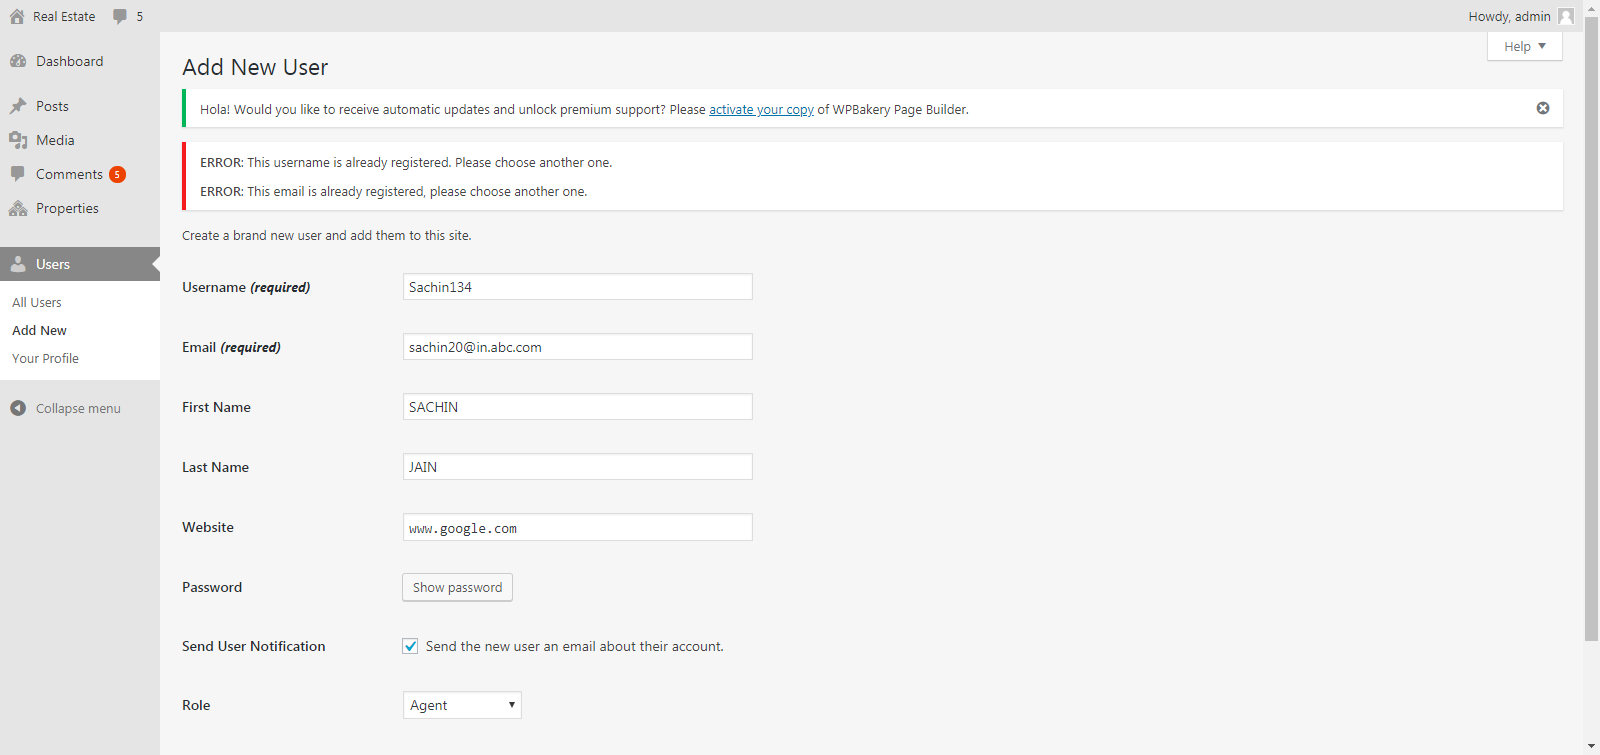 Real Estate 5 Howdy, admin
Help
Dashboard
Posts
Media
Comments 5
Properties
Users
All Users
Add New
Your Profile
Collapse menu
Add New User
Hola! Would you like to receive automatic updates and unlock premium support? Please activate your copy of WPBakery Page Builder.
ERROR: This username is already registered. Please choose another one.
ERROR: This email is already registered, please choose another one.
Create a brand new user and add them to this site.
Username (required) Sachin134
Email (required) sachin20@in.abc.com
First Name SACHIN
Last Name JAIN
Website www.google.com
Password Show password
Send User Notification Send the new user an email about their account.
Role Agent